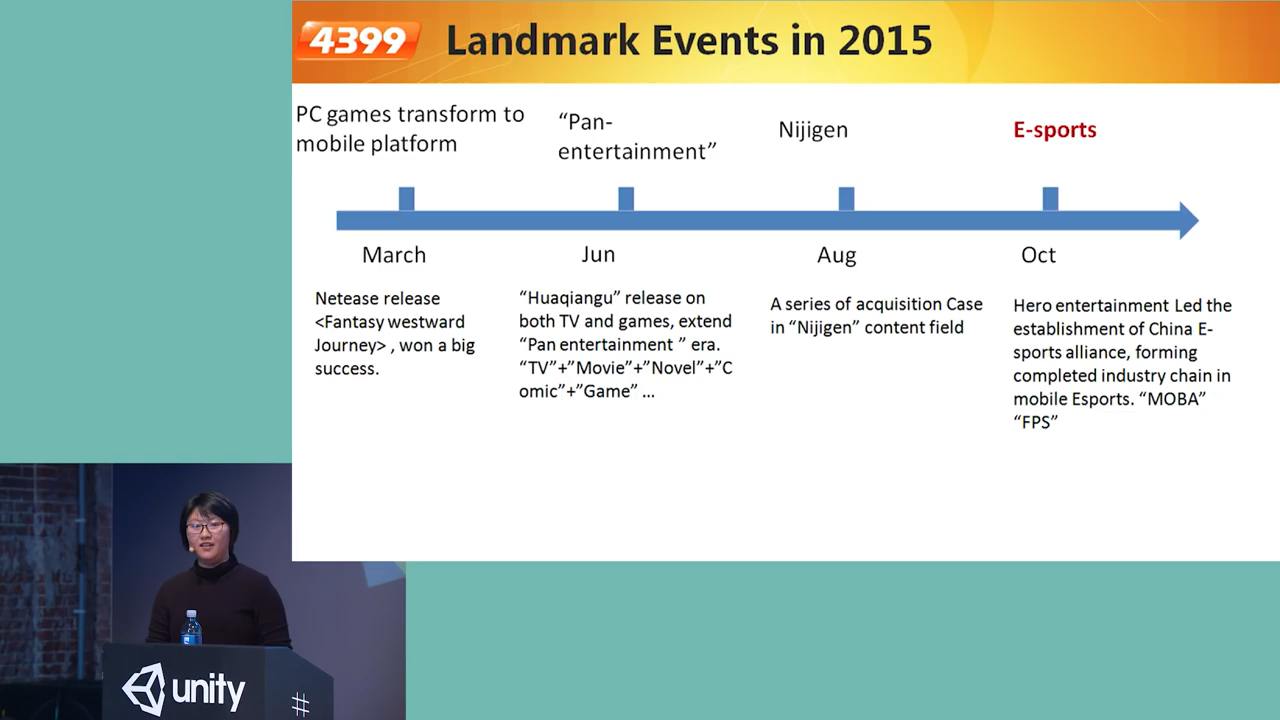 4399
Landmark Events in 2015
PC games transform to
mobile platform
“Pan-
entertainment”
Nijigen
E-sports
March
Jun
Aug
Oct
Netease release
<Fantasy westward
Journey> , won a big
success.
“Huaqiangu” release on
both TV and games, extend
“Pan entertainment ” era.
“TV”+”Movie”+”Novel”+”C
omic”+”Game” ...
A series of acquisition Case
in “Nijigen” content field
Hero entertainment Led the
establishment of China E-
sports alliance, forming
completed industry chain in
mobile Esports. “MOBA”
“FPS”
unity
#